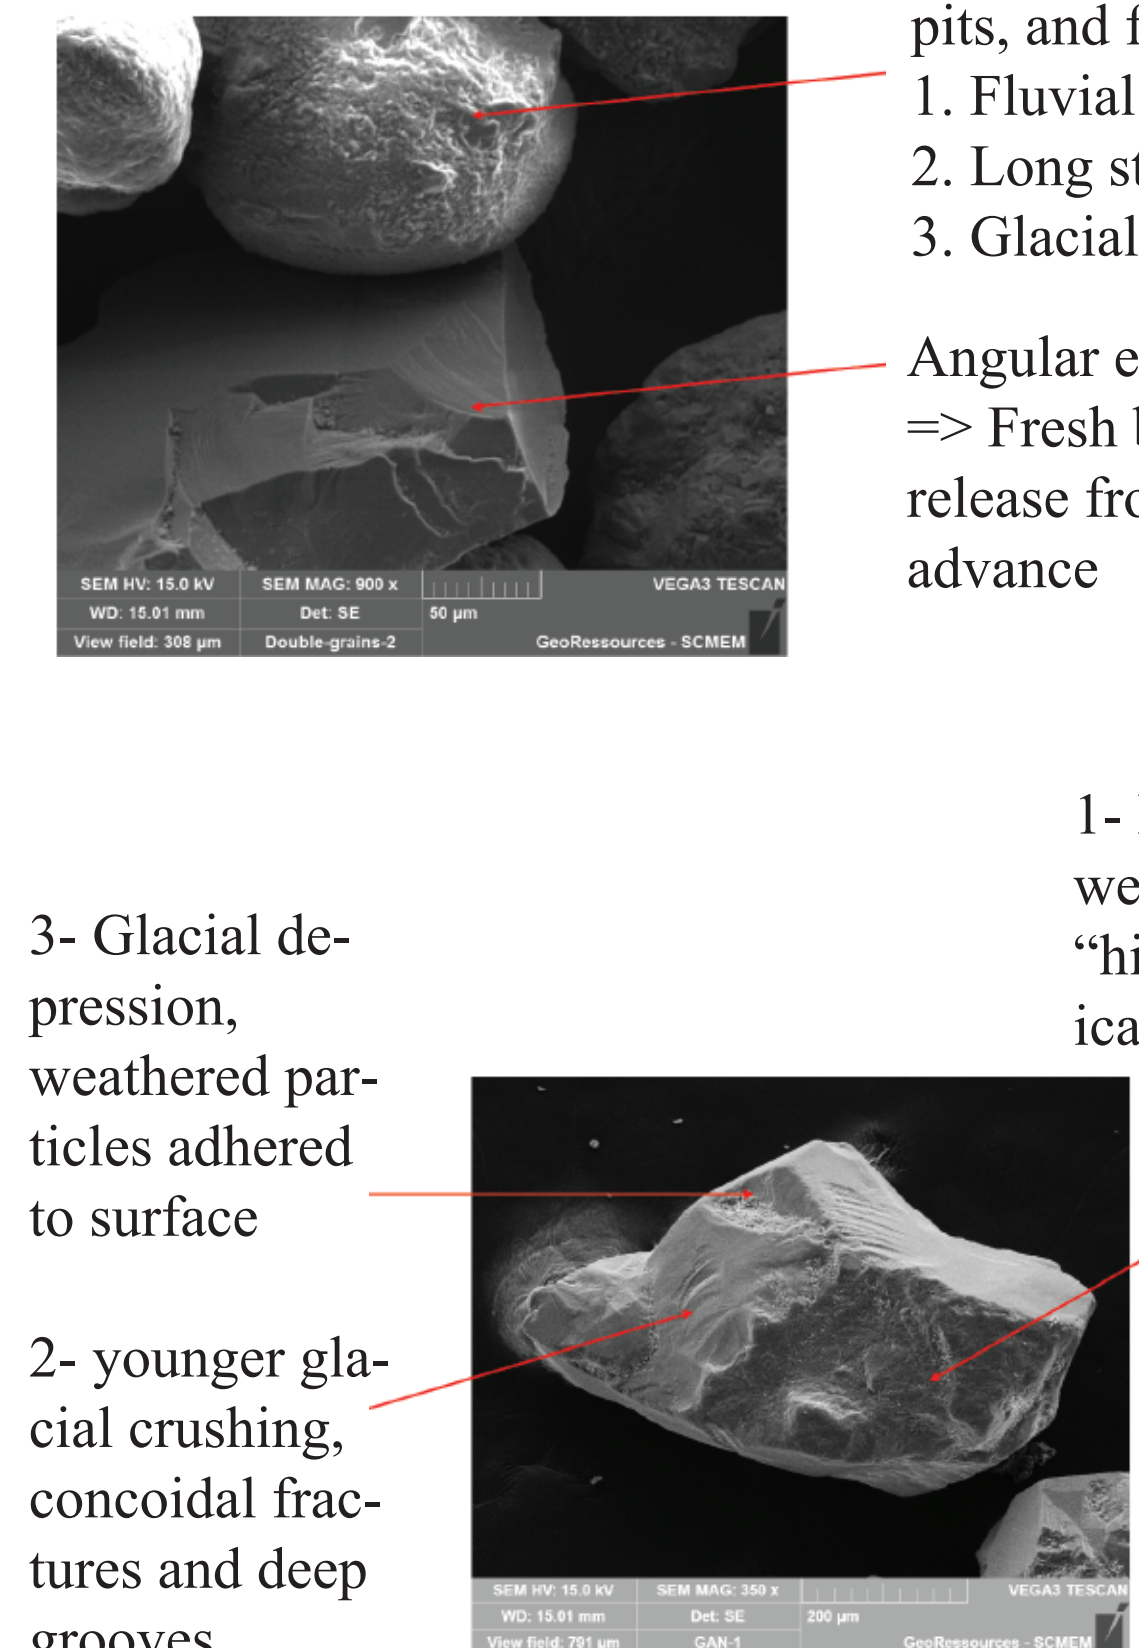 pits, and f
1. Fluvial
2. Long st
3. Glacial
Angular e
=> Fresh b
release fro
advance
SEM HV: 15.0 kV SEM MAG: 900 x VEGA3 TESCAN
WD: 15.01 mm Det: SE 50 µm
View field: 308 µm Double-grains-2 GeoRessources - SCMEM
1-
we
“hi
ica
3- Glacial de-
pression,
weathered par-
ticles adhered
to surface
2- younger gla-
cial crushing,
concoidal frac-
tures and deep
grooves
SEM HV: 15.0 kV SEM MAG: 350 x VEGA3 TESCAN
WD: 15.01 mm Det: SE 200 µm
View field: 791 µm GAN-1 GeoRessources - SCMEM